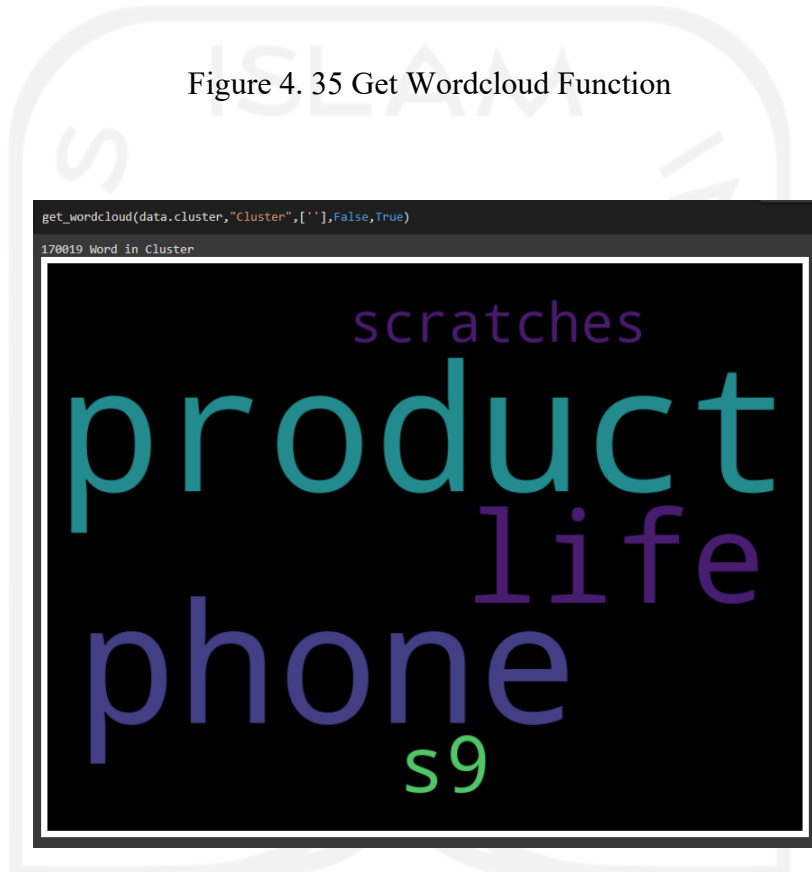 ISLAM
Figure 4. 35 Get Wordcloud Function
get_wordcloud(data.cluster,"Cluster",[''],False,True)
170019 Word in Cluster
scratches
product
life
phone
s9